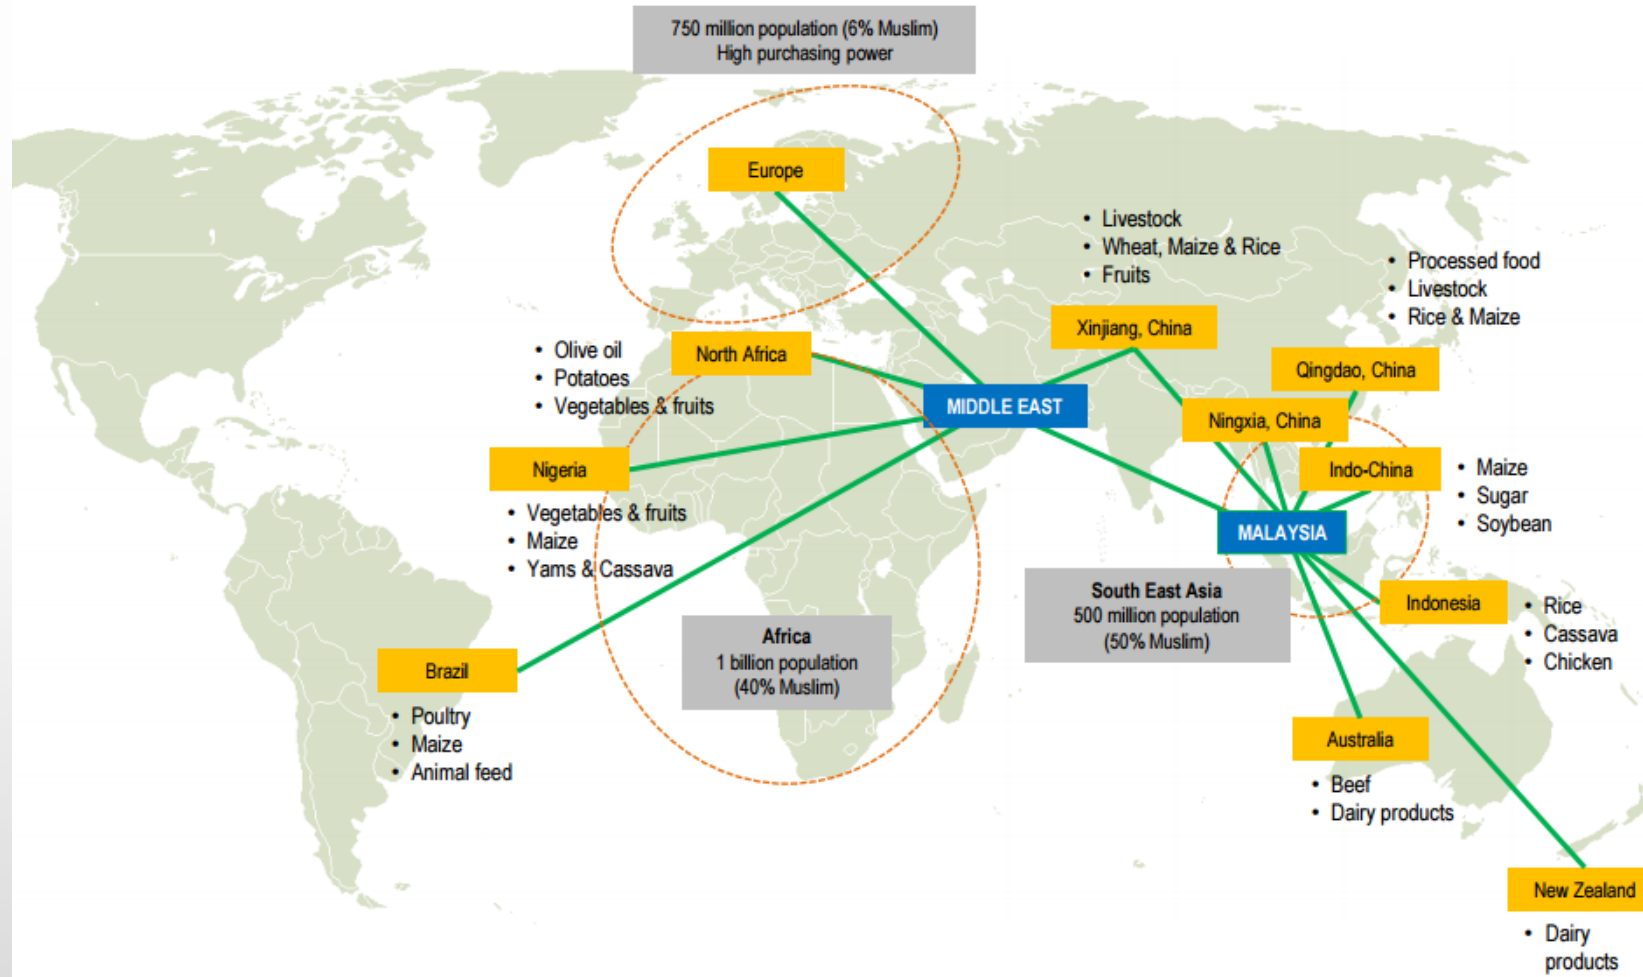 750 million population (6% Muslim)
High purchasing power
Europe
• Livestock
• Wheat, Maize & Rice
• Fruits
• Processed food
• Livestock
• Rice & Maize
Xinjiang, China
• Olive oil
• Potatoes
• Vegetables & fruits
North Africa
Qingdao, China
MIDDLE EAST
Ningxia, China
Nigeria
• Vegetables & fruits
• Maize
• Yams & Cassava
Indo-China
• Maize
• Sugar
• Soybean
MALAYSIA
South East Asia
500 million population
(50% Muslim)
Indonesia
• Rice
• Cassava
• Chicken
Africa
1 billion population
(40% Muslim)
Brazil
• Poultry
• Maize
• Animal feed
Australia
• Beef
• Dairy products
New Zealand
• Dairy
products